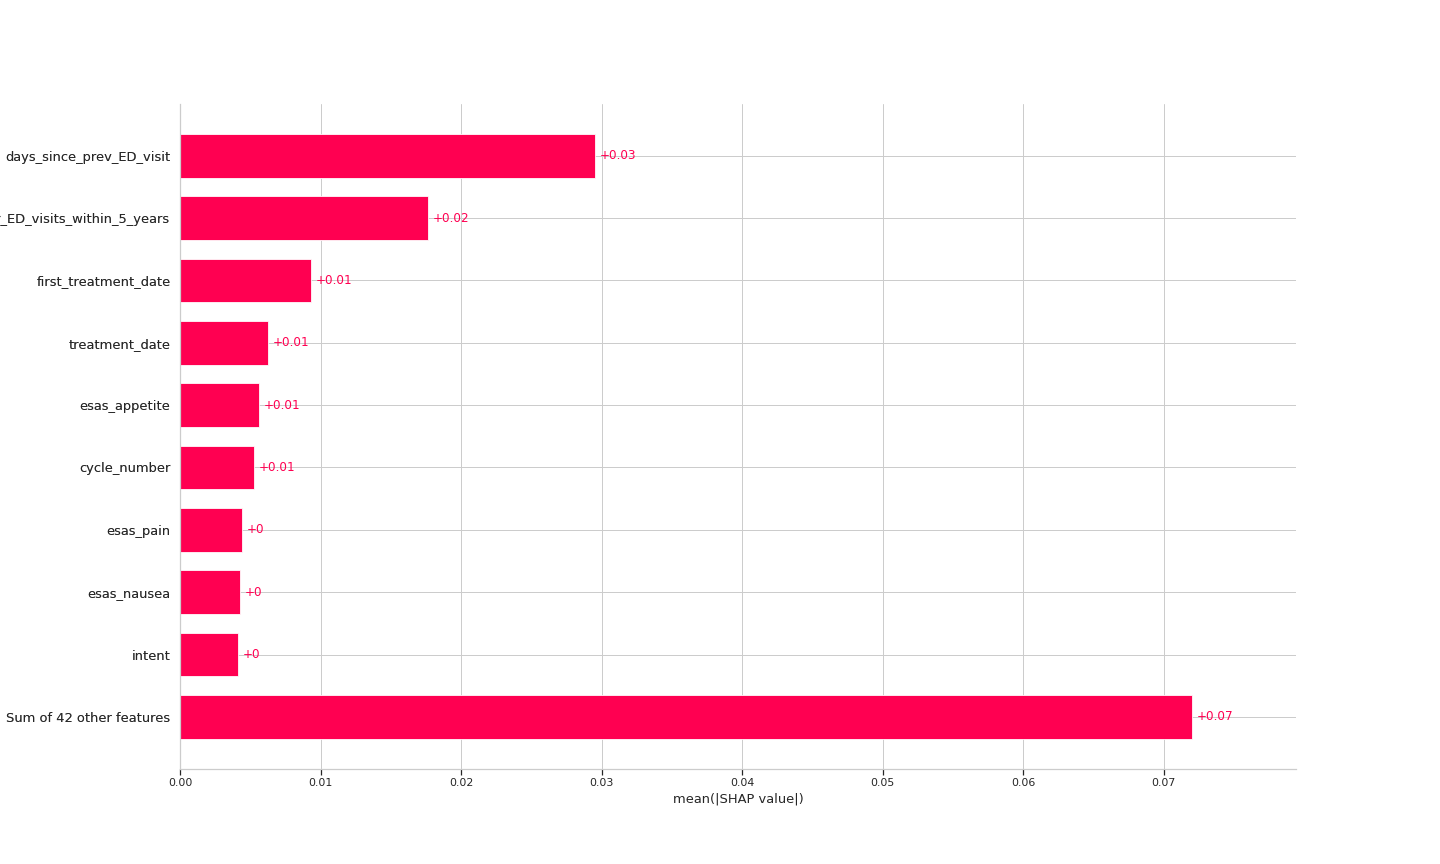 days_since_prev_ED_visit
+0.03
_ED_visits_within_5_years
+0.02
first_treatment_date
+0.01
treatment_date
+0.01
esas_appetite
+0.01
cycle_number
+0.01
esas_pain
+0
esas_nausea
+0
intent
+0
Sum of 42 other features
+0.07
0.00 0.01 0.02 0.03 0.04 0.05 0.06 0.07
mean(|SHAP value|)